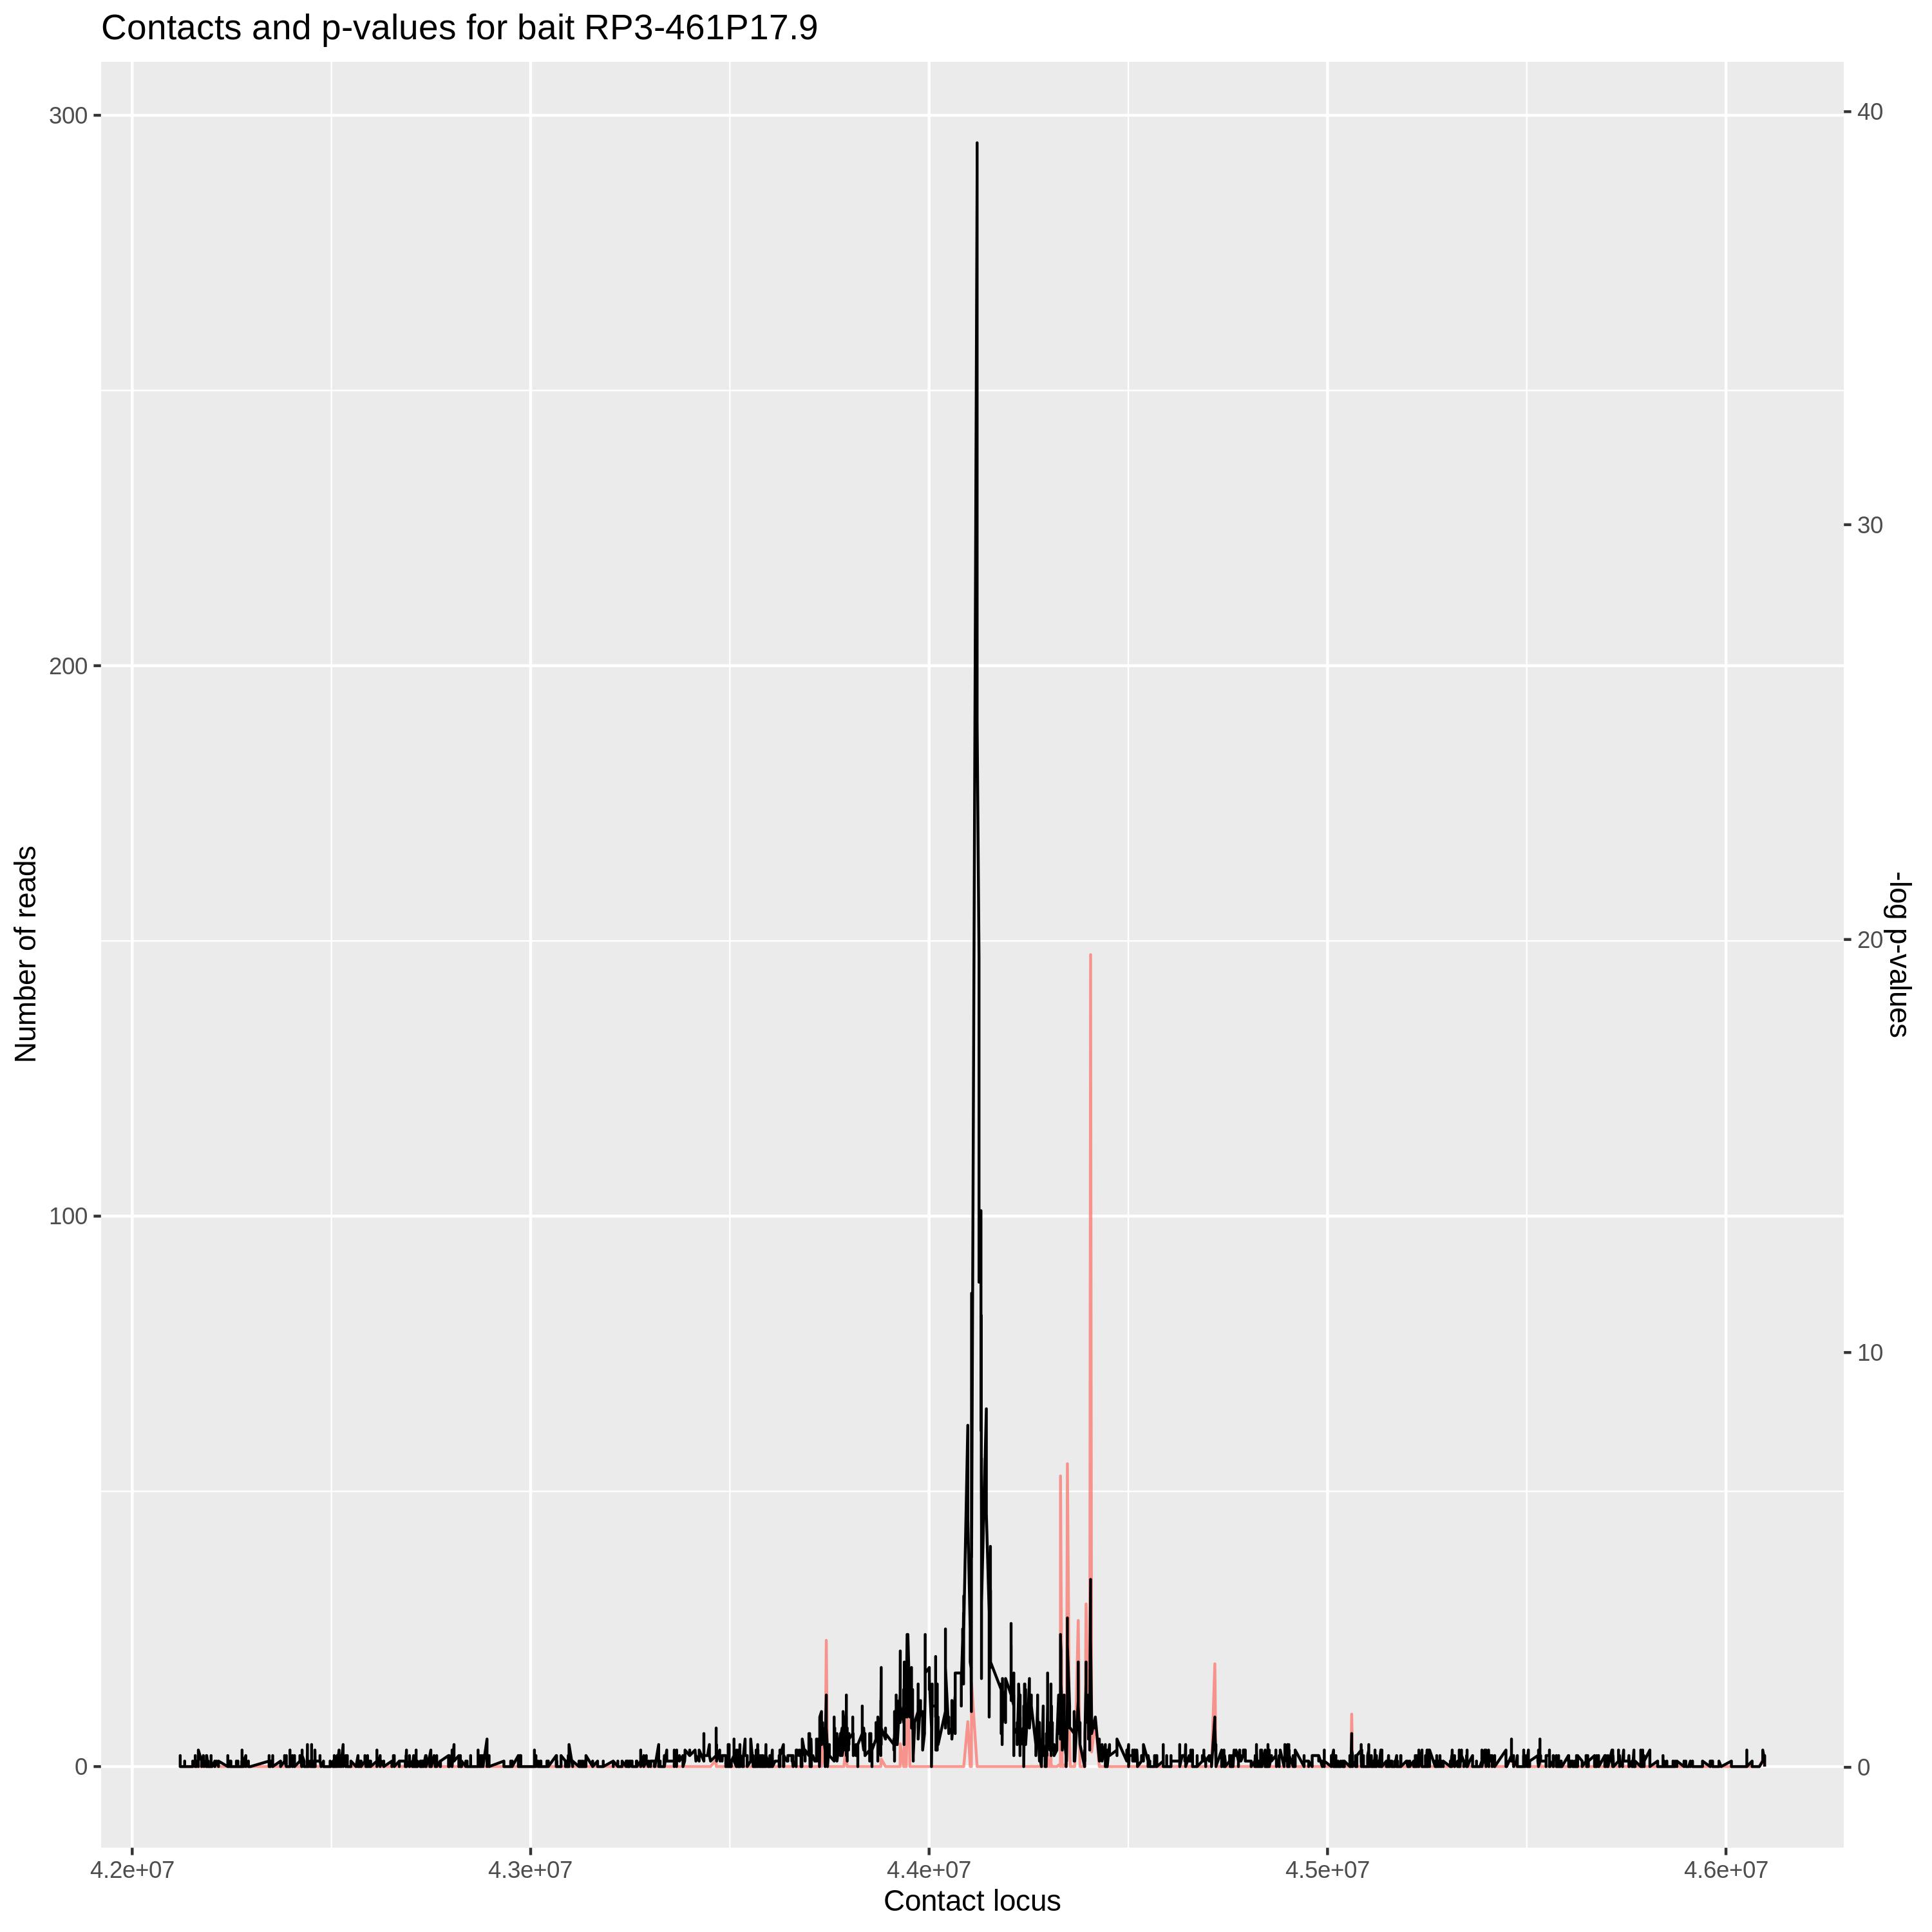 Contacts and p-values for bait RP3-461P17.9
300
200
100
0
Number of reads
40
30
20
10
0
-log p-values
4.2e+07
4.3e+07
4.4e+07
4.5e+07
4.6e+07
Contact locus